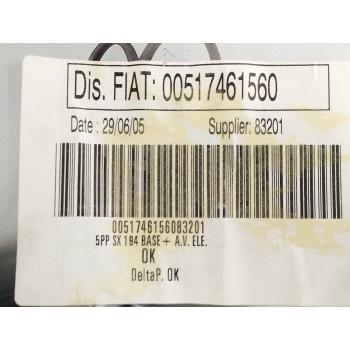 Dis. FIAT: 00517461560
Date : 29/06/05 Supplier: 83201
0051746156083201
5PP SX 194 BASE + A.V. ELE.
OK
DeltaP. OK